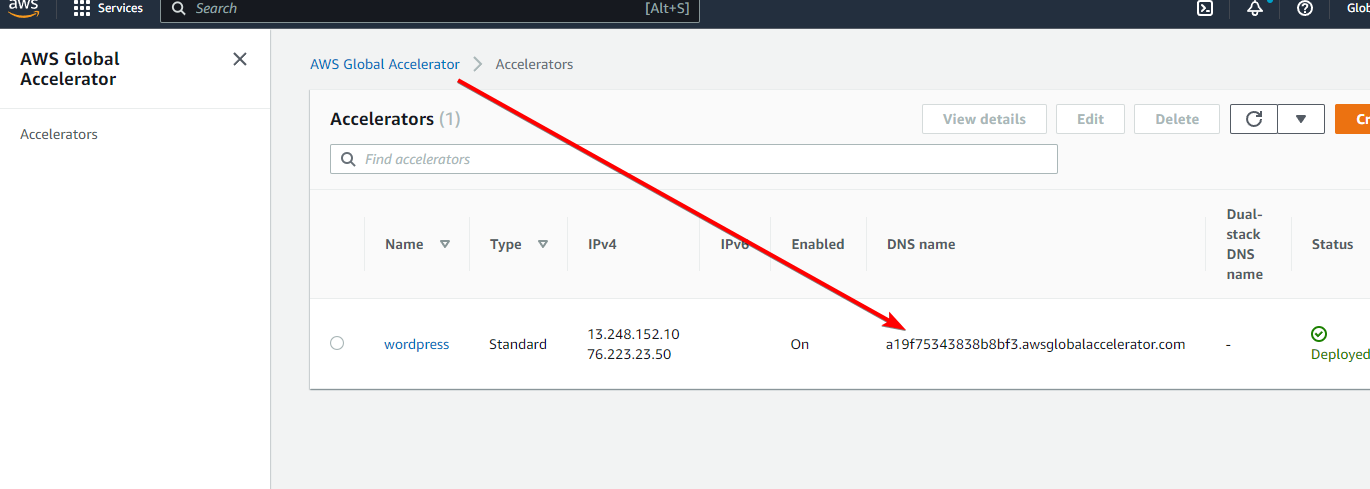 aws
Services
Search
[Alt+S]
Glob
AWS Global
Accelerator
Accelerators
AWS Global Accelerator
Accelerators
Accelerators (1)
View details
Edit
Delete
Cr
Find accelerators
Name
Type
IPv4
IPv6
Enabled
DNS name
Dual-
stack
DNS
name
Status
wordpress
Standard
13.248.152.10
76.223.23.50
On
a19f75343838b8bf3.awsglobalaccelerator.com
-
Deployed